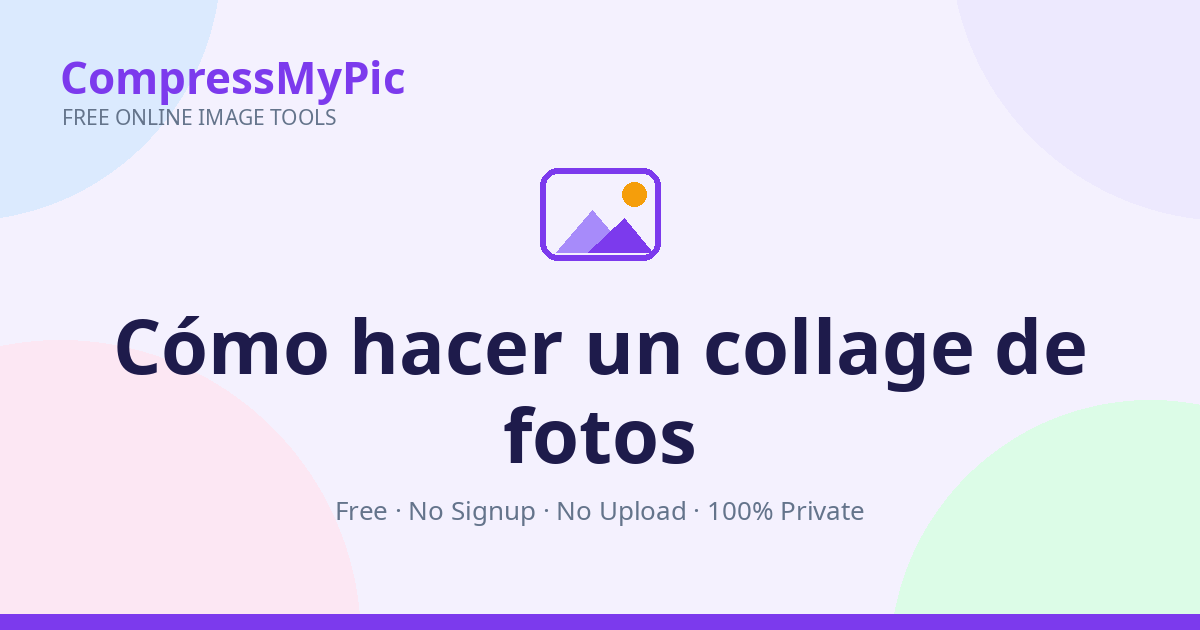 CompressMyPic
FREE ONLINE IMAGE TOOLS
Cómo hacer un collage de
fotos
Free · No Signup · No Upload · 100% Private